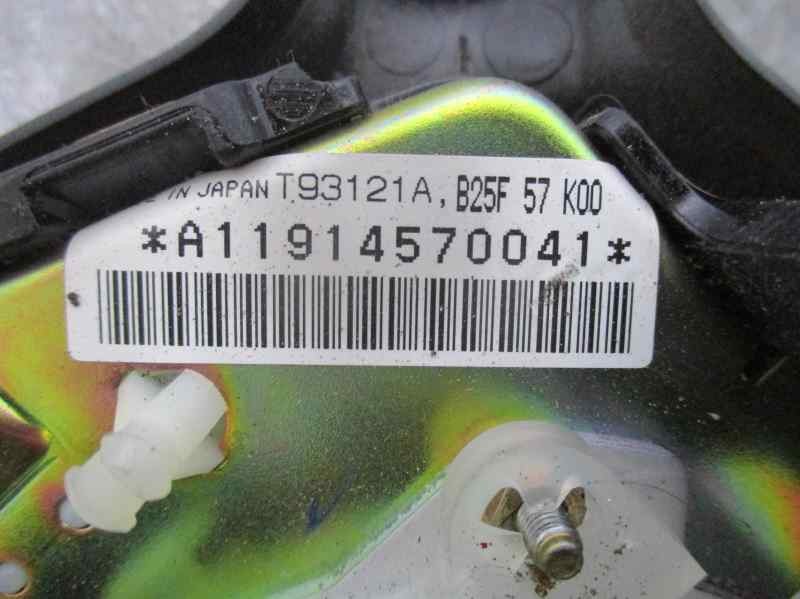 IN JAPAN T93121A, B25F 57 K00
*A11914570041*